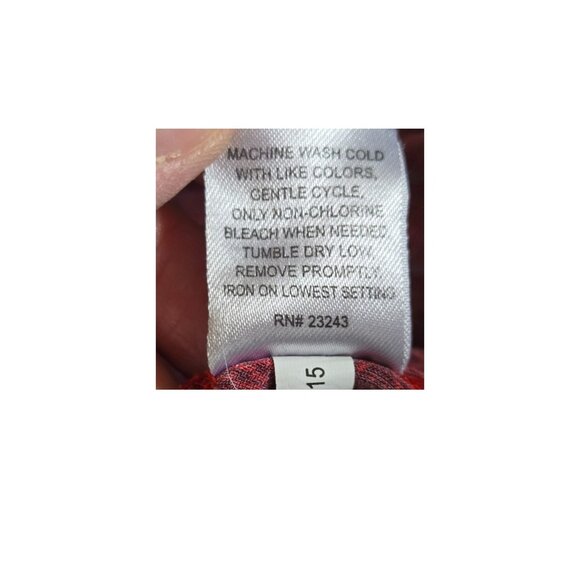 MACHINE WASH COLD
WITH LIKE COLORS,
GENTLE CYCLE,
ONLY NON-CHLORINE
BLEACH WHEN NEEDED
TUMBLE DRY LOW,
REMOVE PROMPTLY,
IRON ON LOWEST SETTING
RN# 23243
15